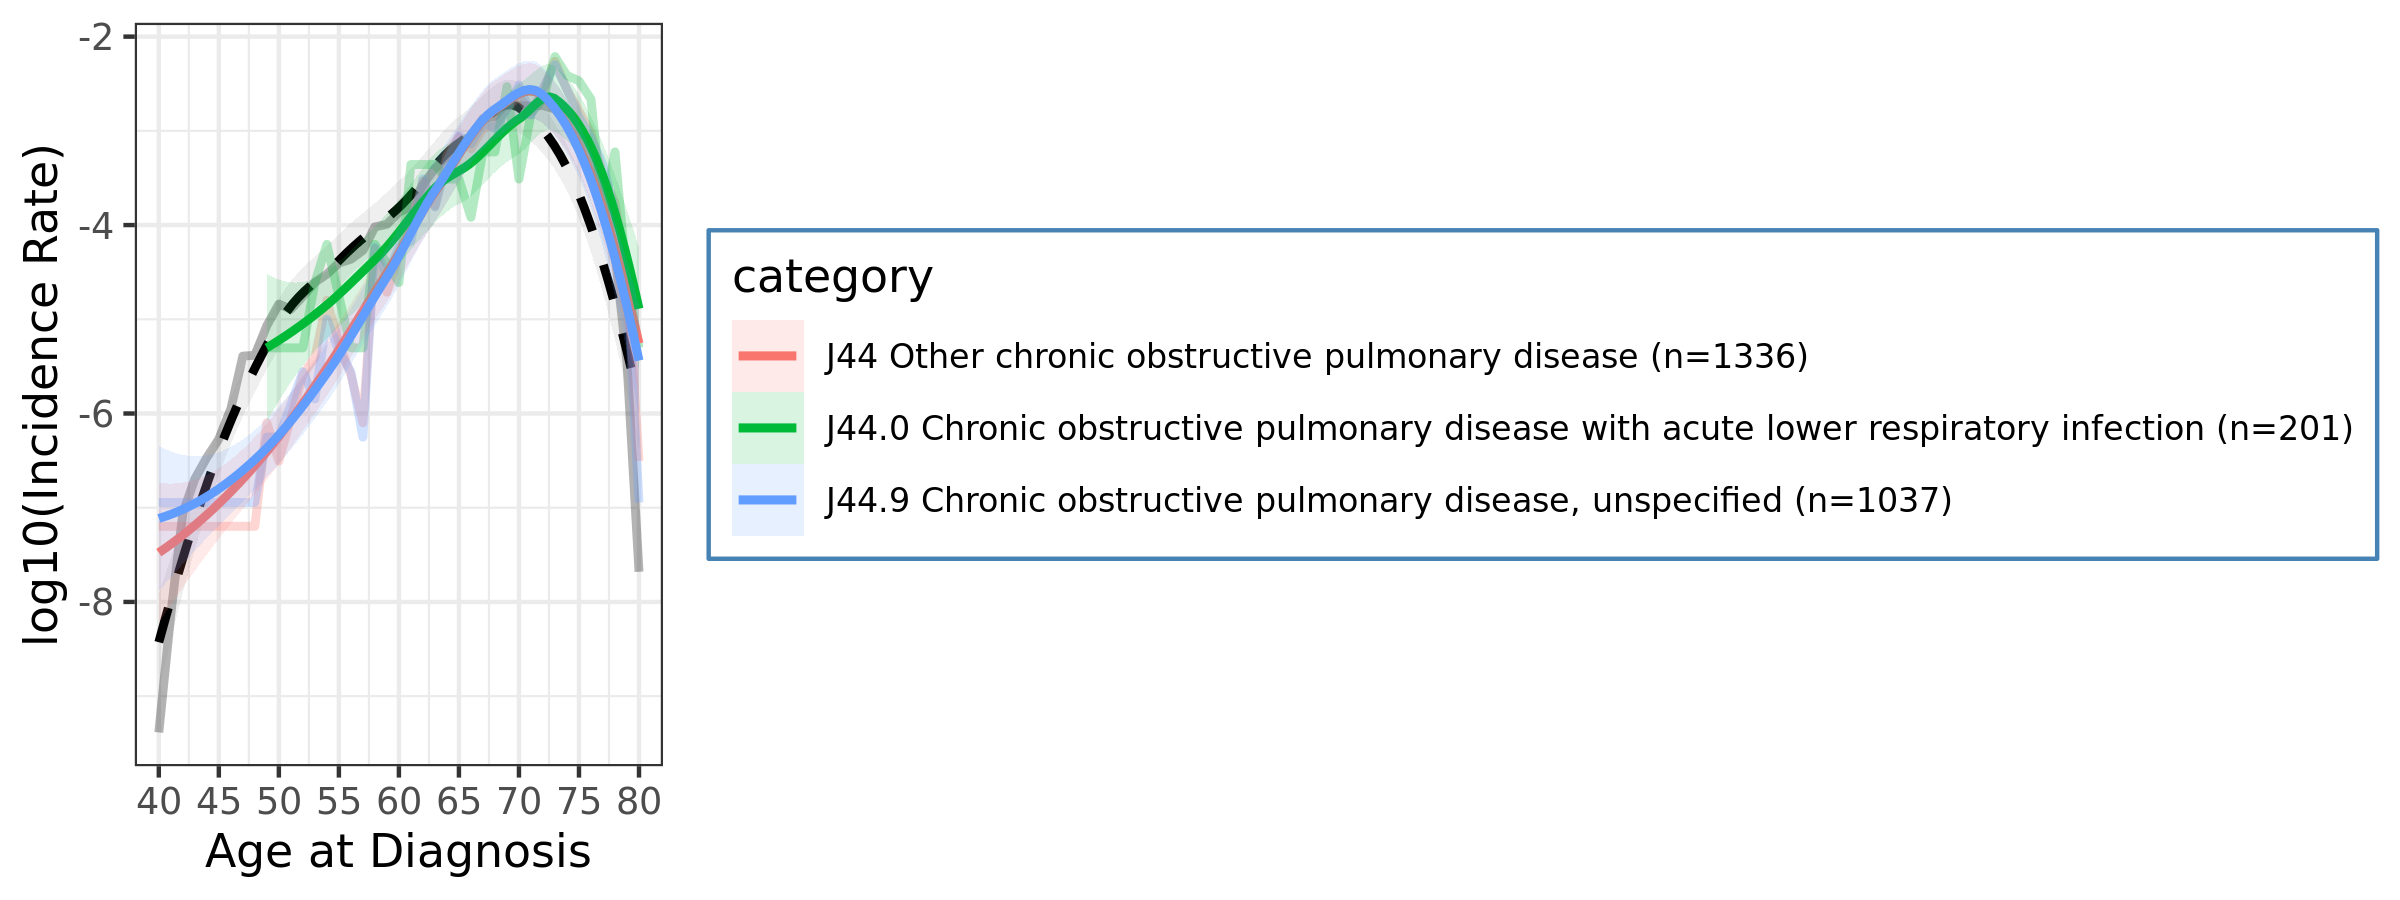 log10(Incidence Rate)
-2
-4
-6
-8
40 45 50 55 60 65 70 75 80
Age at Diagnosis
category
J44 Other chronic obstructive pulmonary disease (n=1336)
J44.0 Chronic obstructive pulmonary disease with acute lower respiratory infection (n=201)
J44.9 Chronic obstructive pulmonary disease, unspecified (n=1037)